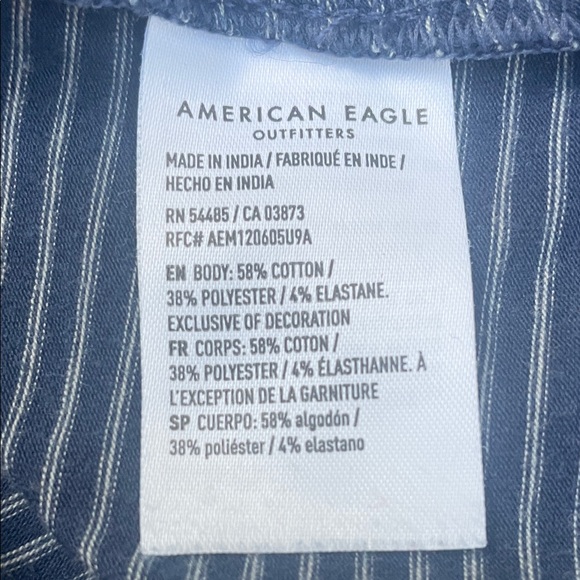 AMERICAN EAGLE
OUTFITTERS
MADE IN INDIA / FABRIQUÉ EN INDE /
HECHO EN INDIA
RN 54485 / CA 03873
RFC# AEM120605U9A
EN BODY: 58% COTTON /
38% POLYESTER / 4% ELASTANE.
EXCLUSIVE OF DECORATION
FR CORPS: 58% COTON /
38% POLYESTER / 4% ÉLASTHANNE. À
L'EXCEPTION DE LA GARNITURE
SP CUERPO: 58% algodón /
38% poliéster / 4% elastano